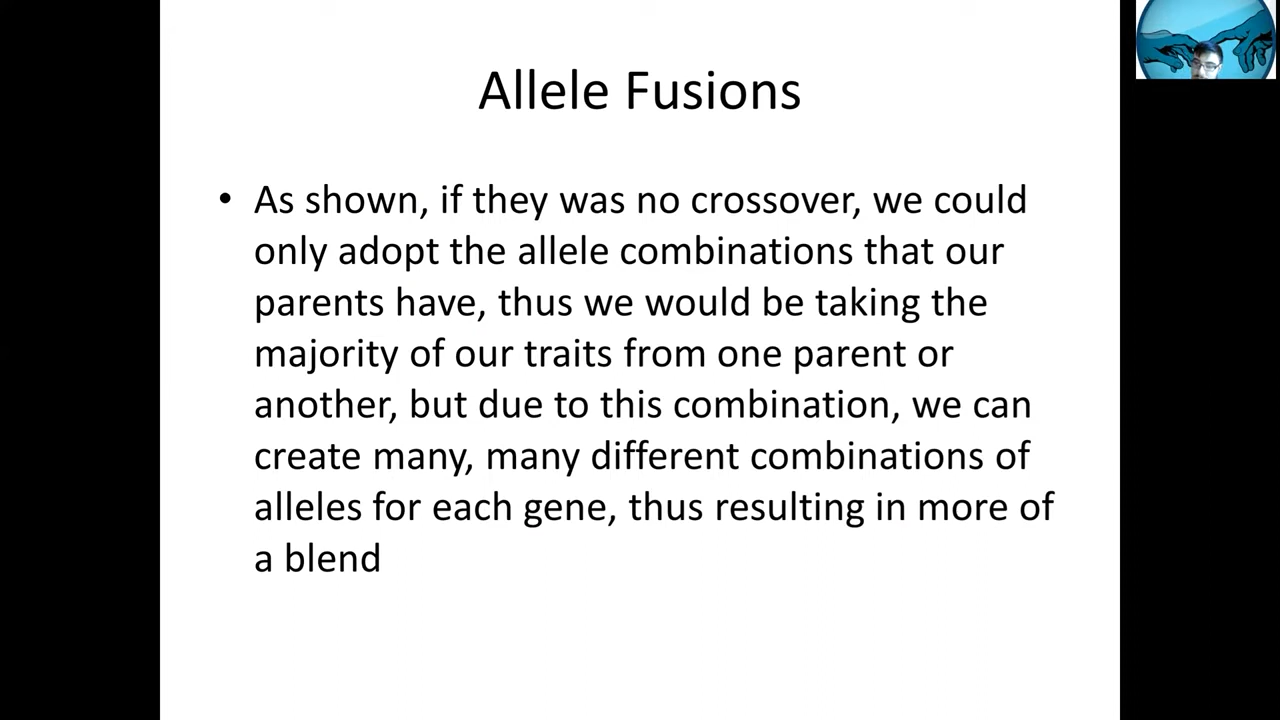 Allele Fusions
• As shown, if they was no crossover, we could
only adopt the allele combinations that our
parents have, thus we would be taking the
majority of our traits from one parent or
another, but due to this combination, we can
create many, many different combinations of
alleles for each gene, thus resulting in more of
a blend